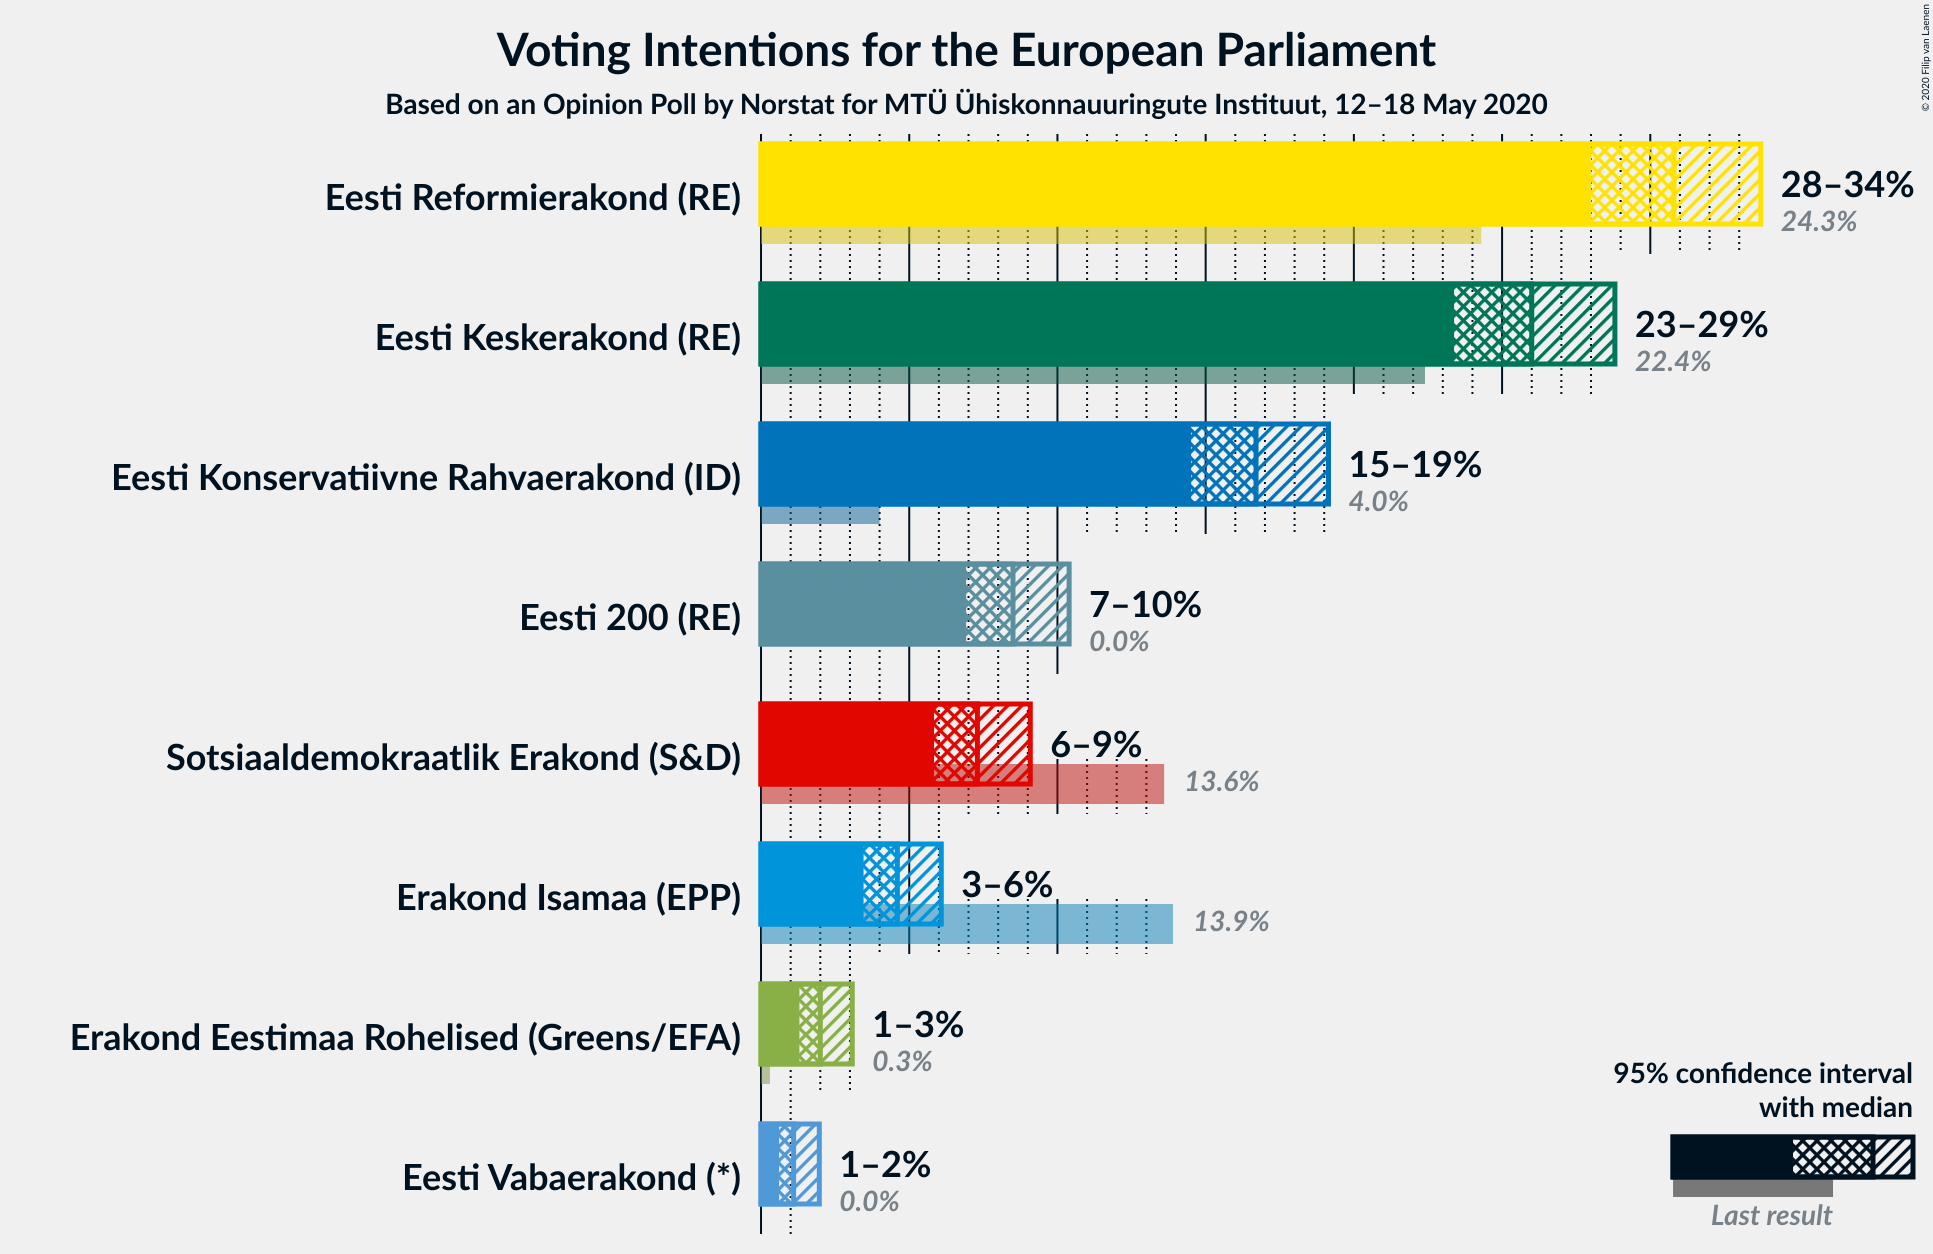 Voting Intentions for the European Parliament
Based on an Opinion Poll by Norstat for MTÜ Ühiskonnauuringute Instituut, 12–18 May 2020
© 2020 Filip van Laenen
Eesti Reformierakond (RE)
28–34%
24.3%
Eesti Keskerakond (RE)
23–29%
22.4%
Eesti Konservatiivne Rahvaerakond (ID)
15–19%
4.0%
Eesti 200 (RE)
7–10%
0.0%
Sotsiaaldemokraatlik Erakond (S&D)
6–9%
13.6%
Erakond Isamaa (EPP)
3–6%
13.9%
Erakond Eestimaa Rohelised (Greens/EFA)
1–3%
0.3%
Eesti Vabaerakond (*)
1–2%
0.0%
95% confidence interval
with median
Last result